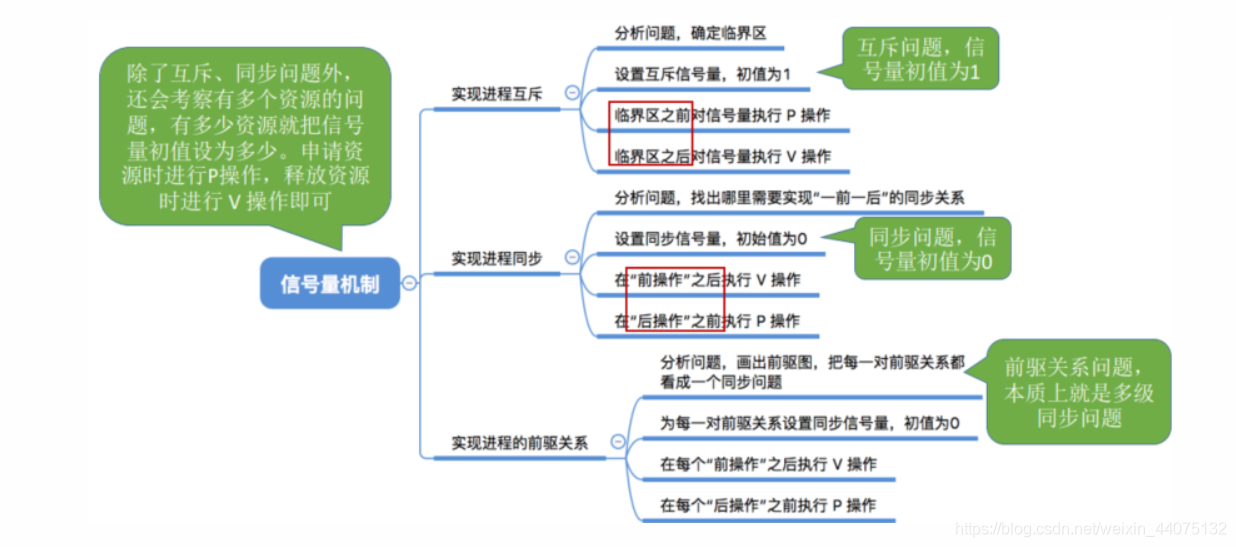 除了互斥、同步问题外，
还会考察有多个资源的问
题，有多少资源就把信号
量初值设为多少。申请资
源时进行P操作，释放资源
时进行 V 操作即可
信号量机制
实现进程互斥
分析问题，确定临界区
设置互斥信号量，初值为1
临界区之前对信号量执行 P 操作
临界区之后对信号量执行 V 操作
互斥问题，信
号量初值为1
实现进程同步
分析问题，找出哪里需要实现“一前一后”的同步关系
设置同步信号量，初始值为0
在“前操作”之后执行 V 操作
在“后操作”之前执行 P 操作
同步问题，信
号量初值为0
实现进程的前驱关系
分析问题，画出前驱图，把每一对前驱关系都
看成一个同步问题
为每一对前驱关系设置同步信号量，初值为0
在每个“前操作”之后执行 V 操作
在每个“后操作”之前执行 P 操作
前驱关系问题，
本质上就是多级
同步问题
https://blog.csdn.net/weixin_44075132